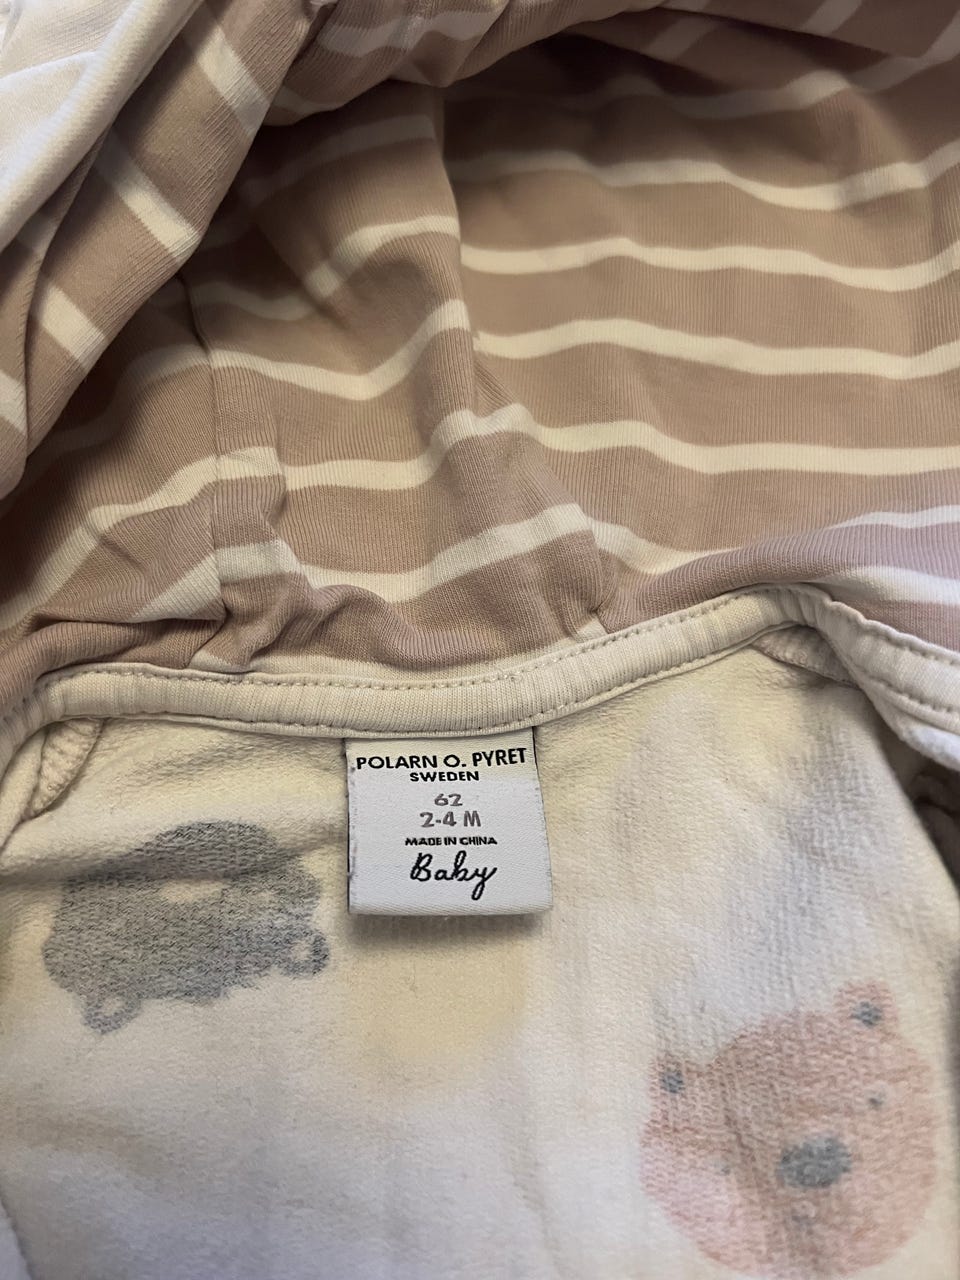 POLARN O. PYRET
SWEDEN
62
2-4 M
MADE IN CHINA
Baby